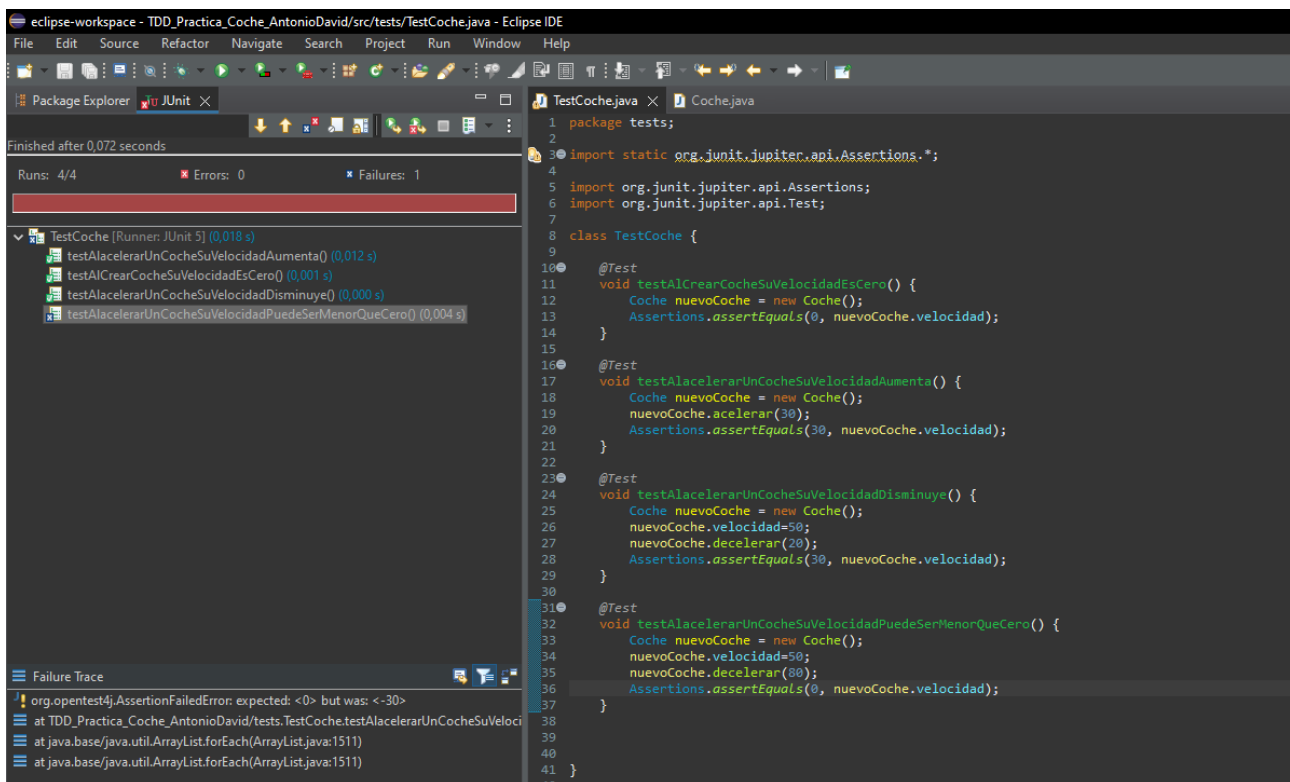 eclipse-workspace - TDD_Practica_Coche_AntonioDavid/src/tests/TestCoche.java - Eclipse IDE
File Edit Source Refactor Navigate Search Project Run Window Help
Package Explorer JUnit
Finished after 0,072 seconds
Runs: 4/4 Errors: 0 Failures: 1
TestCoche [Runner: JUnit 5] (0,018 s)
testAlacelerarUnCocheSuVelocidadAumenta() (0,012 s)
testAlCrearCocheSuVelocidadEsCero() (0,001 s)
testAlacelerarUnCocheSuVelocidadDisminuye() (0,000 s)
testAlacelerarUnCocheSuVelocidadPuedeSerMenorQueCero() (0,004 s)
Failure Trace
org.opentest4j.AssertionFailedError: expected: <0> but was: <-30>
at TDD_Practica_Coche_AntonioDavid/tests.TestCoche.testAlacelerarUnCocheSuVeloci
at java.base/java.util.ArrayList.forEach(ArrayList.java:1511)
at java.base/java.util.ArrayList.forEach(ArrayList.java:1511)
TestCoche.java Coche.java
1 package tests;
2
3 import static org.junit.jupiter.api.Assertions.*;
4
5 import org.junit.jupiter.api.Assertions;
6 import org.junit.jupiter.api.Test;
7
8 class TestCoche {
9
10 @Test
11 void testAlCrearCocheSuVelocidadEsCero() {
12 Coche nuevoCoche = new Coche();
13 Assertions.assertEquals(0, nuevoCoche.velocidad);
14 }
15
16 @Test
17 void testAlacelerarUnCocheSuVelocidadAumenta() {
18 Coche nuevoCoche = new Coche();
19 nuevoCoche.acelerar(30);
20 Assertions.assertEquals(30, nuevoCoche.velocidad);
21 }
22
23 @Test
24 void testAlacelerarUnCocheSuVelocidadDisminuye() {
25 Coche nuevoCoche = new Coche();
26 nuevoCoche.velocidad=50;
27 nuevoCoche.decelerar(20);
28 Assertions.assertEquals(30, nuevoCoche.velocidad);
29 }
30
31 @Test
32 void testAlacelerarUnCocheSuVelocidadPuedeSerMenorQueCero() {
33 Coche nuevoCoche = new Coche();
34 nuevoCoche.velocidad=50;
35 nuevoCoche.decelerar(80);
36 Assertions.assertEquals(0, nuevoCoche.velocidad);
37 }
38
39
40
41 }